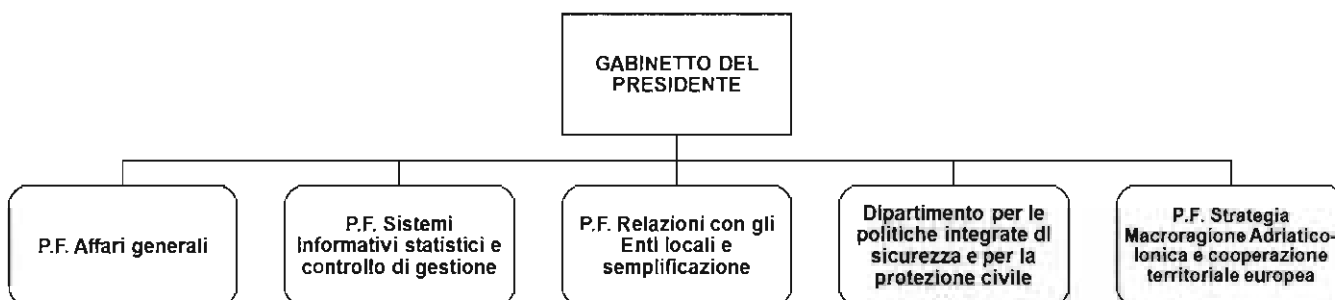 GABINETTO DEL
PRESIDENTE
P.F. Affari generali
P.F. Sistemi
informativi statistici e
controllo di gestione
P.F. Relazioni con gli
Enti locali e
semplificazione
Dipartimento per le
politiche integrate di
sicurezza e per la
protezione civile
P.F. Strategia
Macroragione Adriatico-
Ionica e cooperazione
territoriale europea